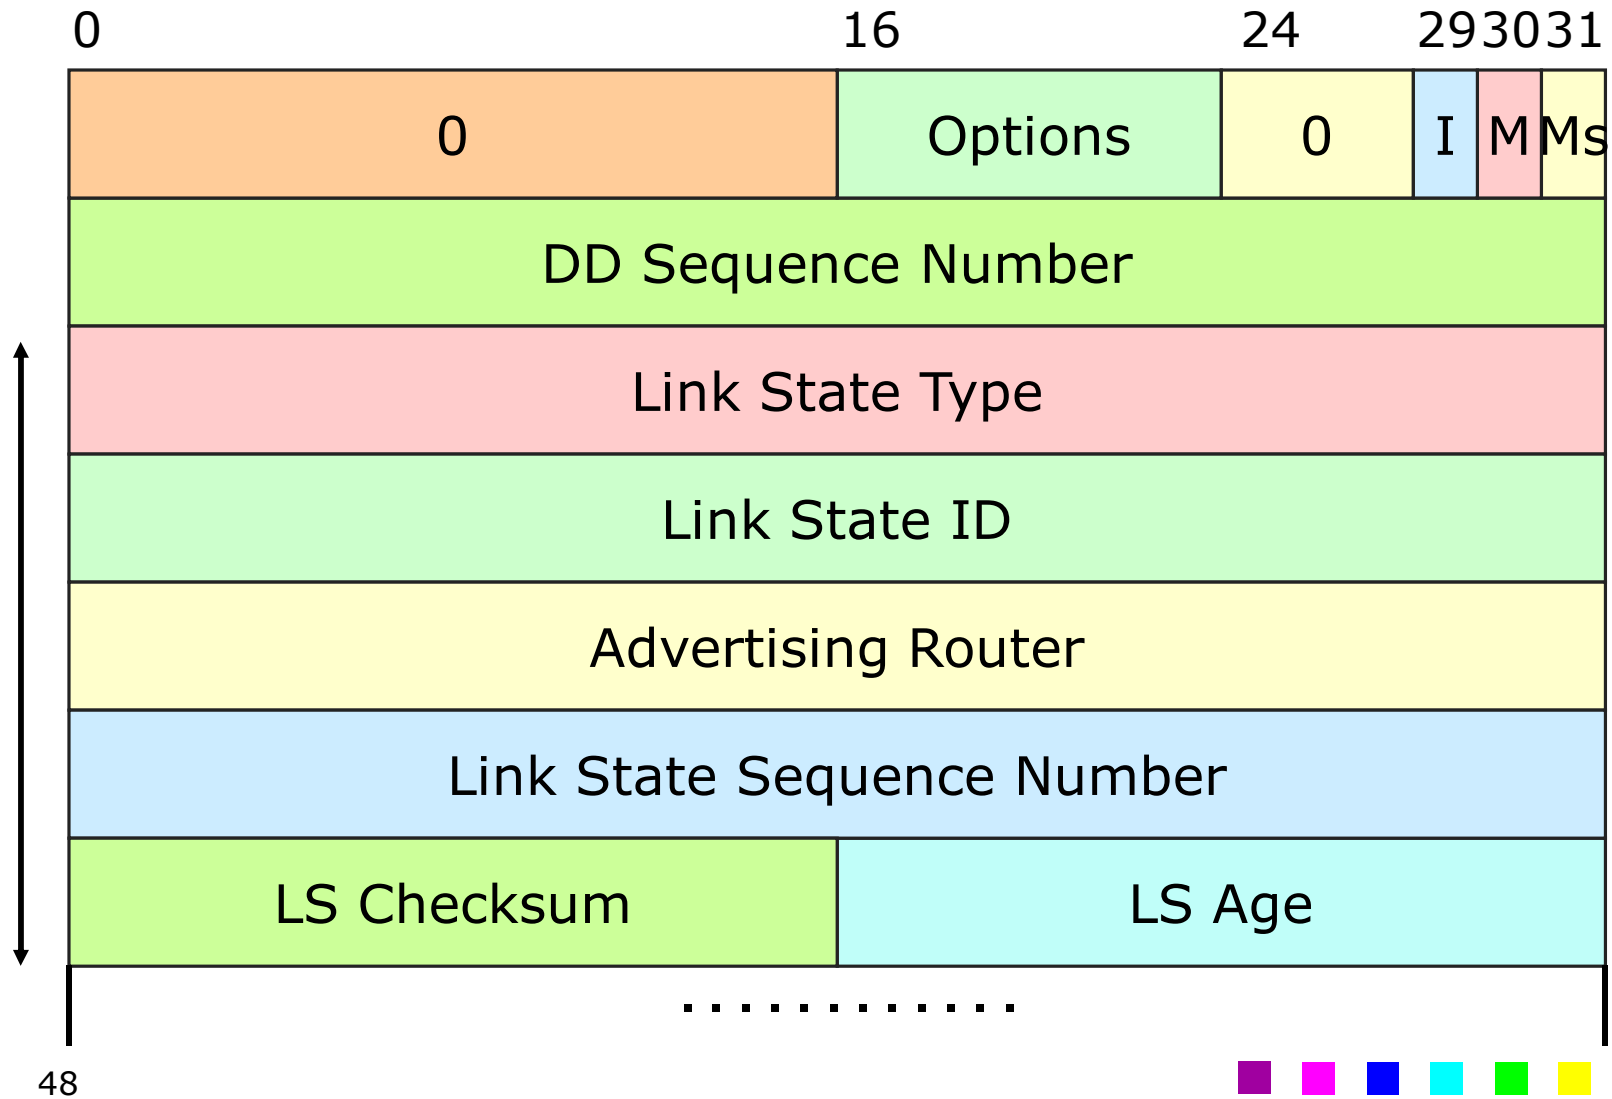 0 16 24 29 30 31
0 Options 0 I M Ms
DD Sequence Number
Link State Type
Link State ID
Advertising Router
Link State Sequence Number
LS Checksum LS Age
............
48